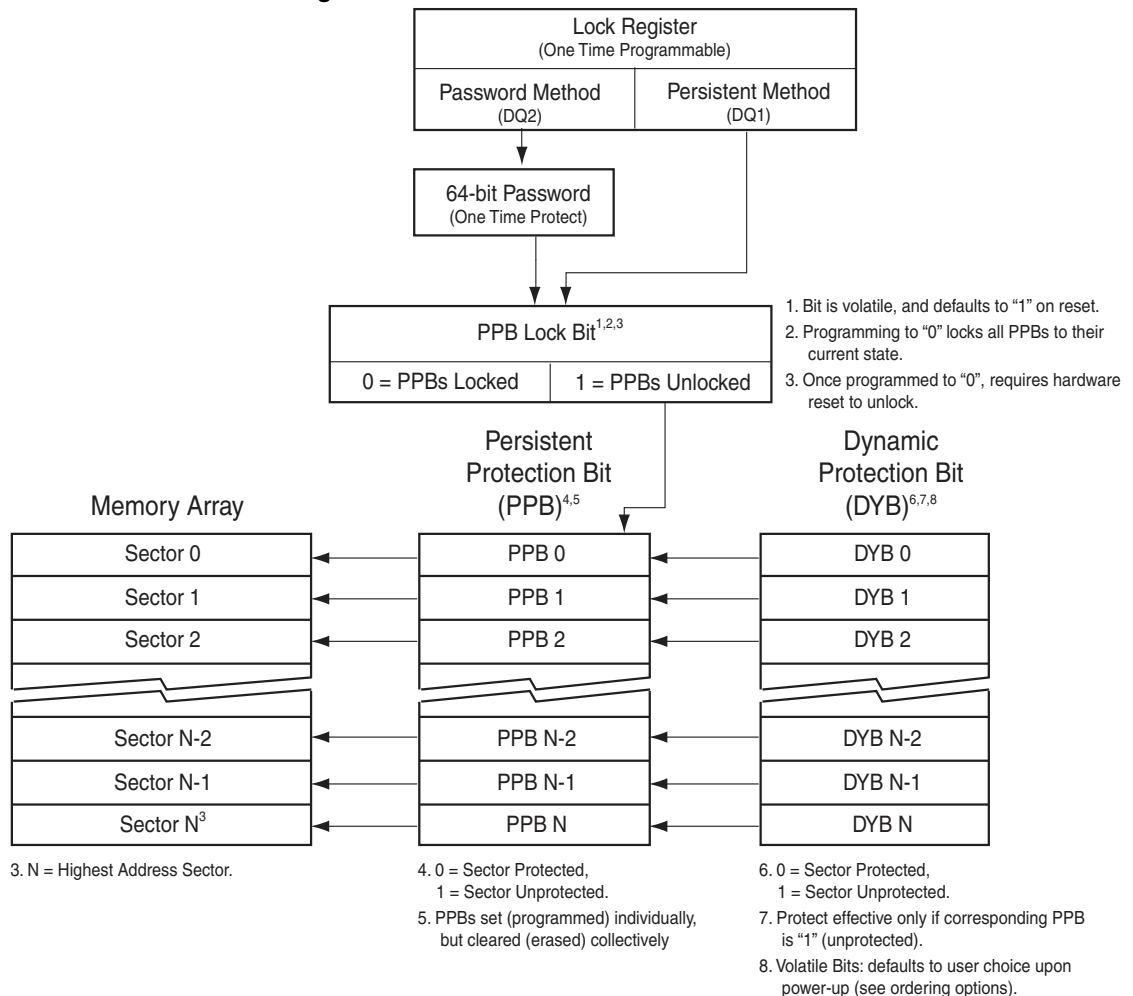 Lock Register
(One Time Programmable)
Password Method
(DQ2)
Persistent Method
(DQ1)
64-bit Password
(One Time Protect)
PPB Lock Bit1,2,3
0 = PPBs Locked
1 = PPBs Unlocked
1. Bit is volatile, and defaults to “1” on reset.
2. Programming to “0” locks all PPBs to their
current state.
3. Once programmed to “0”, requires hardware
reset to unlock.
Memory Array
Persistent
Protection Bit
(PPB)4,5
Dynamic
Protection Bit
(DYB)6,7,8
Sector 0
PPB 0
DYB 0
Sector 1
PPB 1
DYB 1
Sector 2
PPB 2
DYB 2
Sector N-2
PPB N-2
DYB N-2
Sector N-1
PPB N-1
DYB N-1
Sector N3
PPB N
DYB N
3. N = Highest Address Sector.
4. 0 = Sector Protected,
1 = Sector Unprotected.
5. PPBs set (programmed) individually,
but cleared (erased) collectively
6. 0 = Sector Protected,
1 = Sector Unprotected.
7. Protect effective only if corresponding PPB
is “1” (unprotected).
8. Volatile Bits: defaults to user choice upon
power-up (see ordering options).